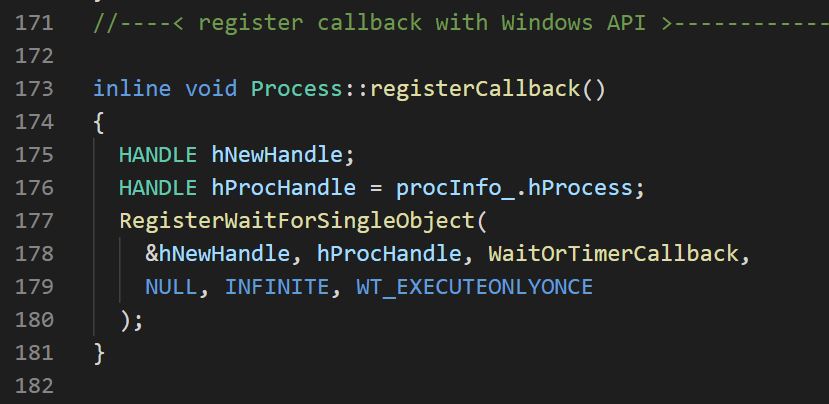 171 //----< register callback with Windows API >------------
172
173 inline void Process::registerCallback()
174 {
175   HANDLE hNewHandle;
176   HANDLE hProcHandle = procInfo_.hProcess;
177   RegisterWaitForSingleObject(
178     &hNewHandle, hProcHandle, WaitOrTimerCallback,
179     NULL, INFINITE, WT_EXECUTEONLYONCE
180   );
181 }
182